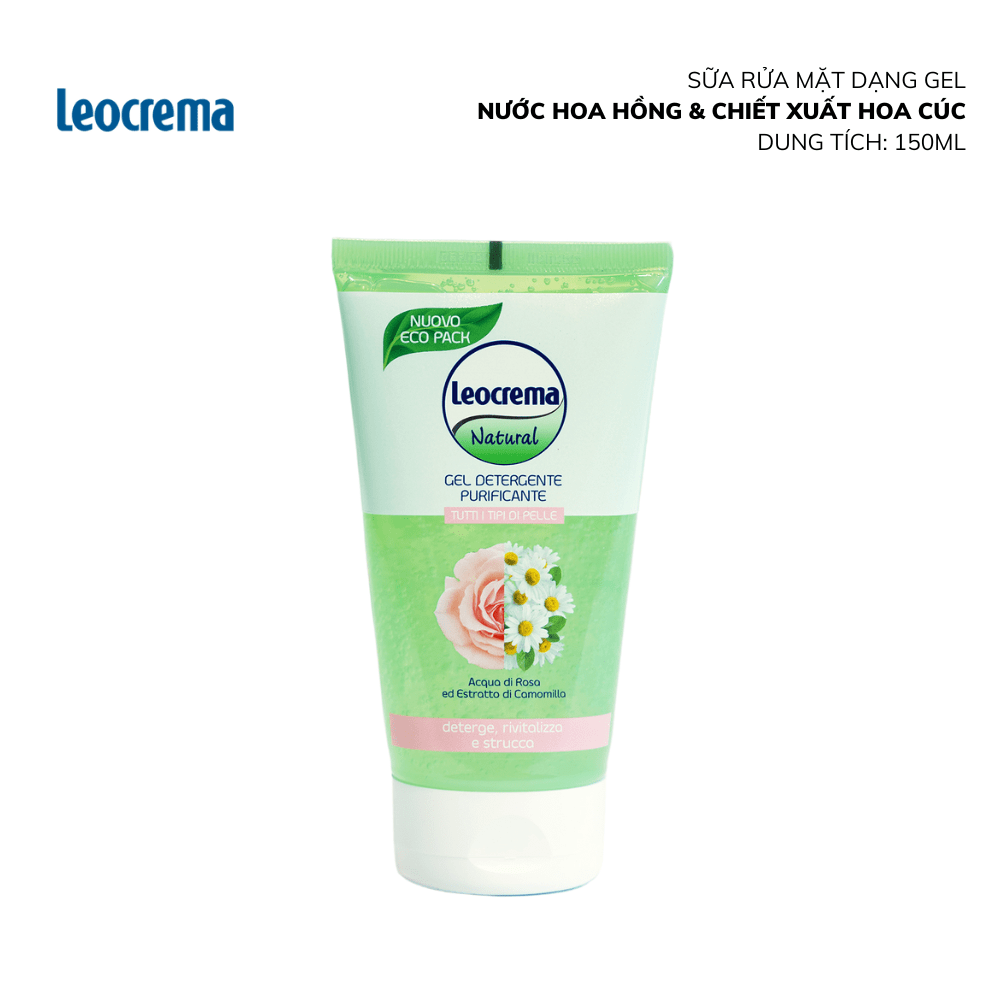 Leocrema
SỮA RỬA MẶT DẠNG GEL
NƯỚC HOA HỒNG & CHIẾT XUẤT HOA CÚC
DUNG TÍCH: 150ML
NUOVO
ECO PACK
Leocrema
Natural
GEL DETERGENTE
PURIFICANTE
TUTTI I TIPI DI PELLE
Acqua di Rosa
ed Estratto di Camomilla
deterge, rivitalizza
e strucca